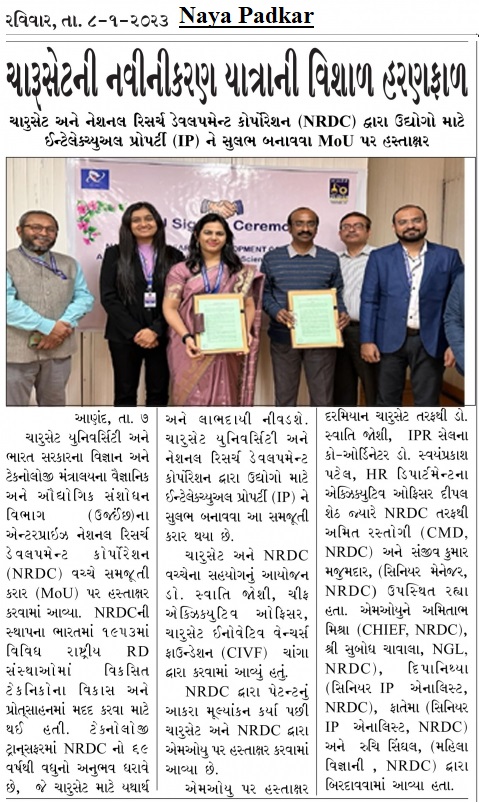 રવિવાર, તા. ૮-૧-૨૦૨૩
Naya Padkar
ચારૂસેટની નવીનીકરણ યાત્રાની વિશાળ હરણફાળ
ચારુસેટ અને નેશનલ રિસર્ચ ડેવલપમેન્ટ કોર્પોરેશન (NRDC) દ્વારા ઉદ્યોગો માટે
ઈન્ટેલેક્ચ્યુઅલ પ્રોપર્ટી (IP) ને સુલભ બનાવવા MoU પર હસ્તાક્ષર
આણંદ, તા. ૭
ચારુસેટ યુનિવર્સિટી અને
ભારત સરકારના વિજ્ઞાન અને
ટેકનોલોજી મંત્રાલયના વૈજ્ઞાનિક
અને ઔદ્યોગિક સંશોધન
વિભાગ (ઉજીંઈછ)ના
એન્ટરપ્રાઇઝ નેશનલ રિસર્ચ
ડેવલપમેન્ટ કોર્પોરેશન
(NRDC) વચ્ચે સમજૂતી
કરાર (MoU) પર હસ્તાક્ષર
કરવામાં આવ્યા. NRDCની
સ્થાપના ભારતમાં ૧૯૫૩માં
વિવિધ રાષ્ટ્રીય RD
સંસ્થાઓમાં વિકસિત
ટેકનિકોના વિકાસ અને
પ્રોત્સાહનમાં મદદ કરવા માટે
થઈ હતી. ટેકનોલોજી
ટ્રાન્સફરમાં NRDC નો ૬૯
વર્ષથી વધુનો અનુભવ ધરાવે
છે, જે ચારુસેટ માટે યથાર્થ
અને લાભદાયી નીવડશે.
ચારુસેટ યુનિવર્સિટી અને
નેશનલ રિસર્ચ ડેવલપમેન્ટ
કોર્પોરેશન દ્વારા ઉદ્યોગો માટે
ઈન્ટેલેક્ચ્યુઅલ પ્રોપર્ટી (IP) ને
સુલભ બનાવવા આ સમજૂતી
કરાર થયા છે.
ચારુસેટ અને NRDC
વચ્ચેના સહયોગનું આયોજન
ડૉ. સ્વાતિ જોશી, ચીફ
એક્ઝિક્યુટિવ ઓફિસર,
ચારુસેટ ઈનોવેટિવ વેન્ચર્સ
ફાઉન્ડેશન (CIVF) ચાંગા
દ્વારા કરવામાં આવ્યું હતું.
NRDC દ્વારા પેટન્ટનું
આકરા મૂલ્યાંકન કર્યા પછી
ચારુસેટ અને NRDC દ્વારા
એમઓયુ પર હસ્તાક્ષર કરવામાં
આવ્યા છે.
એમઓયુ પર હસ્તાક્ષર
દરમિયાન ચારુસેટ તરફથી ડૉ.
સ્વાતિ જોશી, IPR સેલના
કો-ઓર્ડિનેટર ડો. સ્વયંપ્રકાશ
પટેલ, HR ડિપાર્ટમેન્ટના
એક્ઝિક્યુટિવ ઓફિસર દીપલ
શેઠ જ્યારે NRDC તરફથી
અમિત રસ્તોગી (CMD,
NRDC) અને સંજીવ કુમાર
મજુમદાર, (સિનિયર મેનેજર,
NRDC) ઉપસ્થિત રહ્યા
હતા. એમઓયુને અમિતાભ
મિશ્રા (CHIEF, NRDC),
શ્રી સુબોધ ચાવાલા, NGL,
NRDC), દિપાનિથ્યા
(સિનિયર IP એનાલિસ્ટ,
NRDC), ફાતેમા (સિનિયર
IP એનાલિસ્ટ, NRDC)
અને રુચિ સિંઘલ, (મહિલા
વિજ્ઞાની , NRDC) દ્વારા
બિરદાવવામાં આવ્યા હતા.